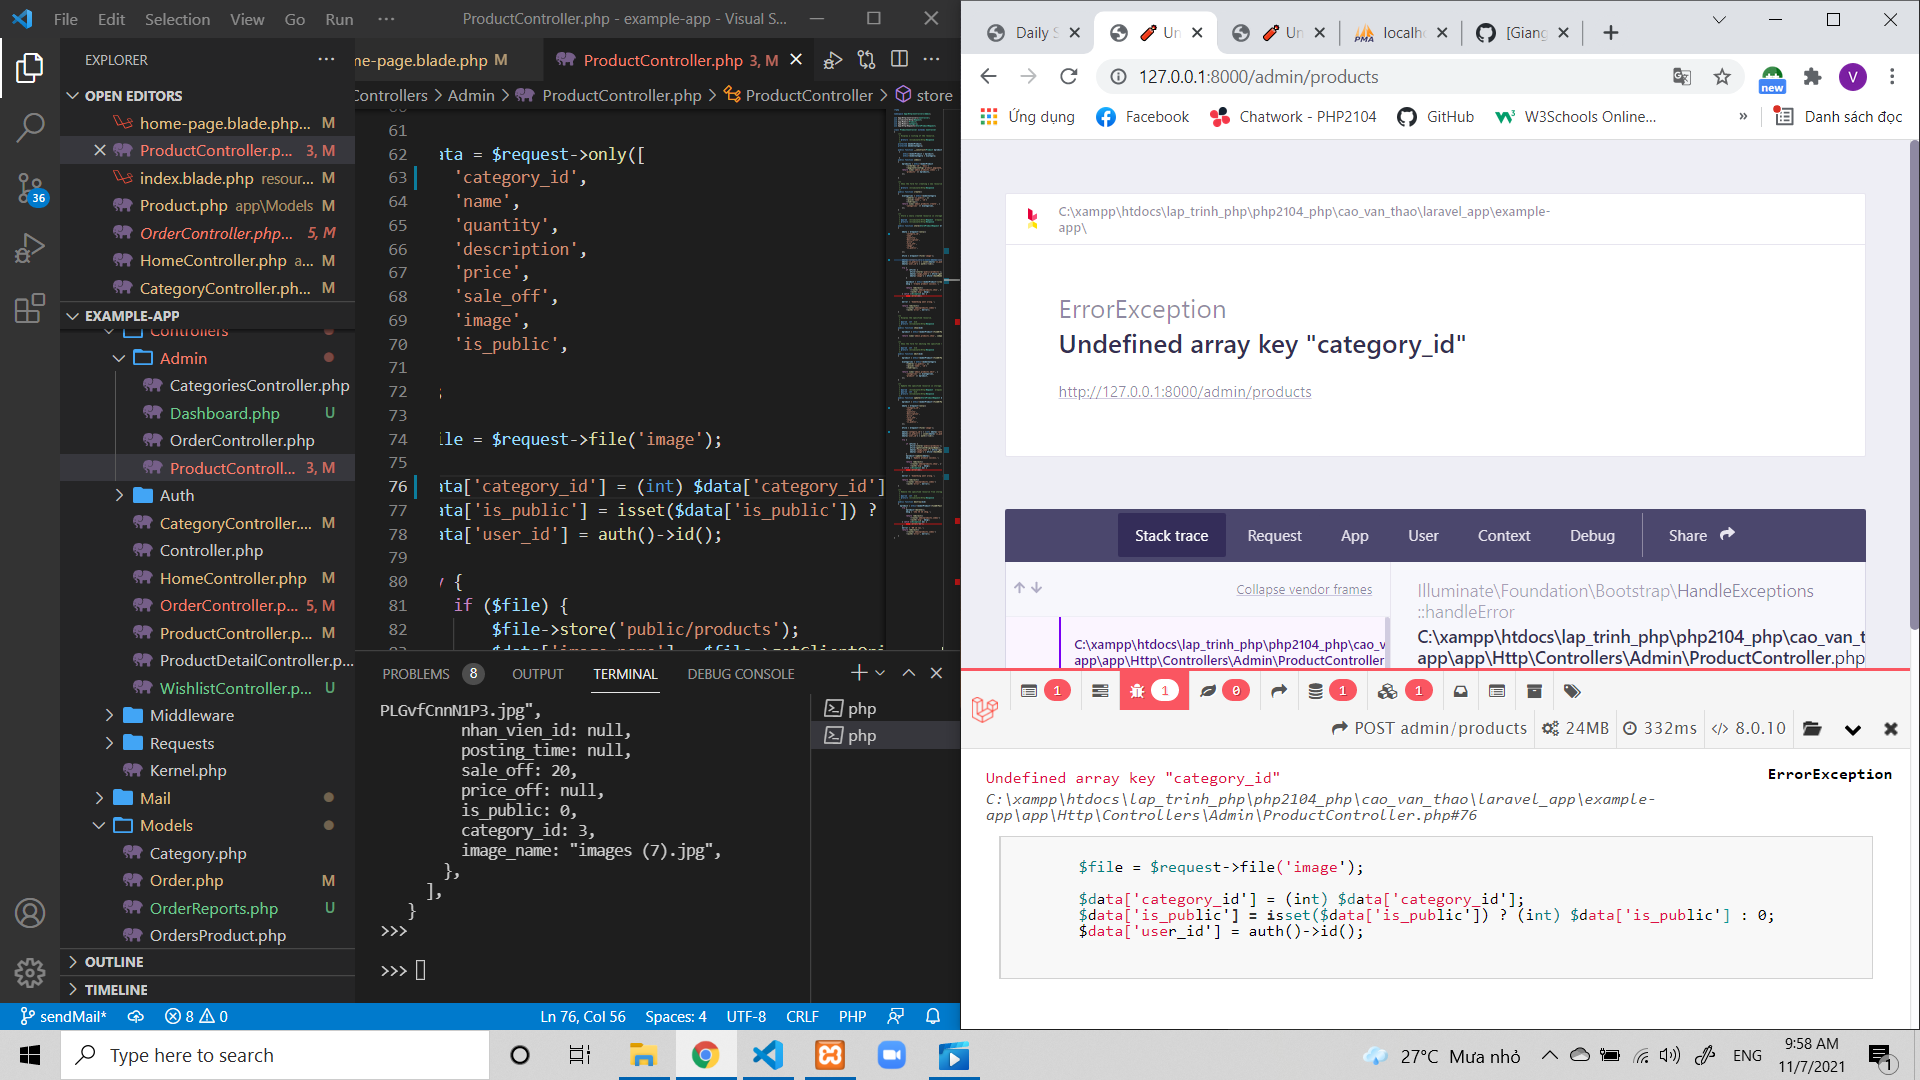 File Edit Selection View Go Run ··· ProductController.php - example-app - Visual S...
EXPLORER ···
OPEN EDITORS
home-page.blade.php... M
ProductController.p... 3, M
index.blade.php resour... M
Product.php app\Models M
OrderController.php... 5, M
HomeController.php a... M
CategoryController.ph... M
EXAMPLE-APP
Controllers
Admin
CategoriesController.php
Dashboard.php U
OrderController.php
ProductControll... 3, M
Auth
CategoryController.... M
Controller.php
HomeController.php M
OrderController.p... 5, M
ProductController.p... M
ProductDetailController.p...
WishlistController.p... U
Middleware
Requests
Kernel.php
Mail
Models
Category.php
Order.php M
OrderReports.php U
OrdersProduct.php
OUTLINE
TIMELINE
36
me-page.blade.php M ProductController.php 3, M
Controllers > Admin > ProductController.php > ProductController > store
61
62 ata = $request->only([
63 'category_id',
64 'name',
65 'quantity',
66 'description',
67 'price',
68 'sale_off',
69 'image',
70 'is_public',
71
72 ;
73
74 ile = $request->file('image');
75
76 ata['category_id'] = (int) $data['category_id']
77 ata['is_public'] = isset($data['is_public']) ?
78 ata['user_id'] = auth()->id();
79
80 y {
81 if ($file) {
82 $file->store('public/products');
PROBLEMS 8 OUTPUT TERMINAL DEBUG CONSOLE
PLGvfCnnN1P3.jpg",
nhan_vien_id: null,
posting_time: null,
sale_off: 20,
price_off: null,
is_public: 0,
category_id: 3,
image_name: "images (7).jpg",
},
],
}
>>>
>>>
php
php
sendMail* 8 0 Ln 76, Col 56 Spaces: 4 UTF-8 CRLF PHP
Daily S Un Un localh [Giang
127.0.0.1:8000/admin/products new V
Ứng dụng Facebook Chatwork - PHP2104 GitHub W3Schools Online... » Danh sách đọc
C:\xampp\htdocs\lap_trinh_php\php2104_php\cao_van_thao\laravel_app\example-
app\
ErrorException
Undefined array key "category_id"
http://127.0.0.1:8000/admin/products
Stack trace Request App User Context Debug Share
Collapse vendor frames
C:\xampp\htdocs\lap_trinh_php\php2104_php\cao_v
app\app\Http\Controllers\Admin\ProductController
Illuminate\Foundation\Bootstrap\HandleExceptions
::handleError
C:\xampp\htdocs\lap_trinh_php\php2104_php\cao_van_t
app\app\Http\Controllers\Admin\ProductController.php
1 1 0 1 1
POST admin/products 24MB 332ms 8.0.10
Undefined array key "category_id" ErrorException
C:\xampp\htdocs\lap_trinh_php\php2104_php\cao_van_thao\laravel_app\example-
app\app\Http\Controllers\Admin\ProductController.php#76
$file = $request->file('image');
$data['category_id'] = (int) $data['category_id'];
$data['is_public'] = isset($data['is_public']) ? (int) $data['is_public'] : 0;
$data['user_id'] = auth()->id();
Type here to search
27°C Mưa nhỏ ENG 9:58 AM
11/7/2021 1